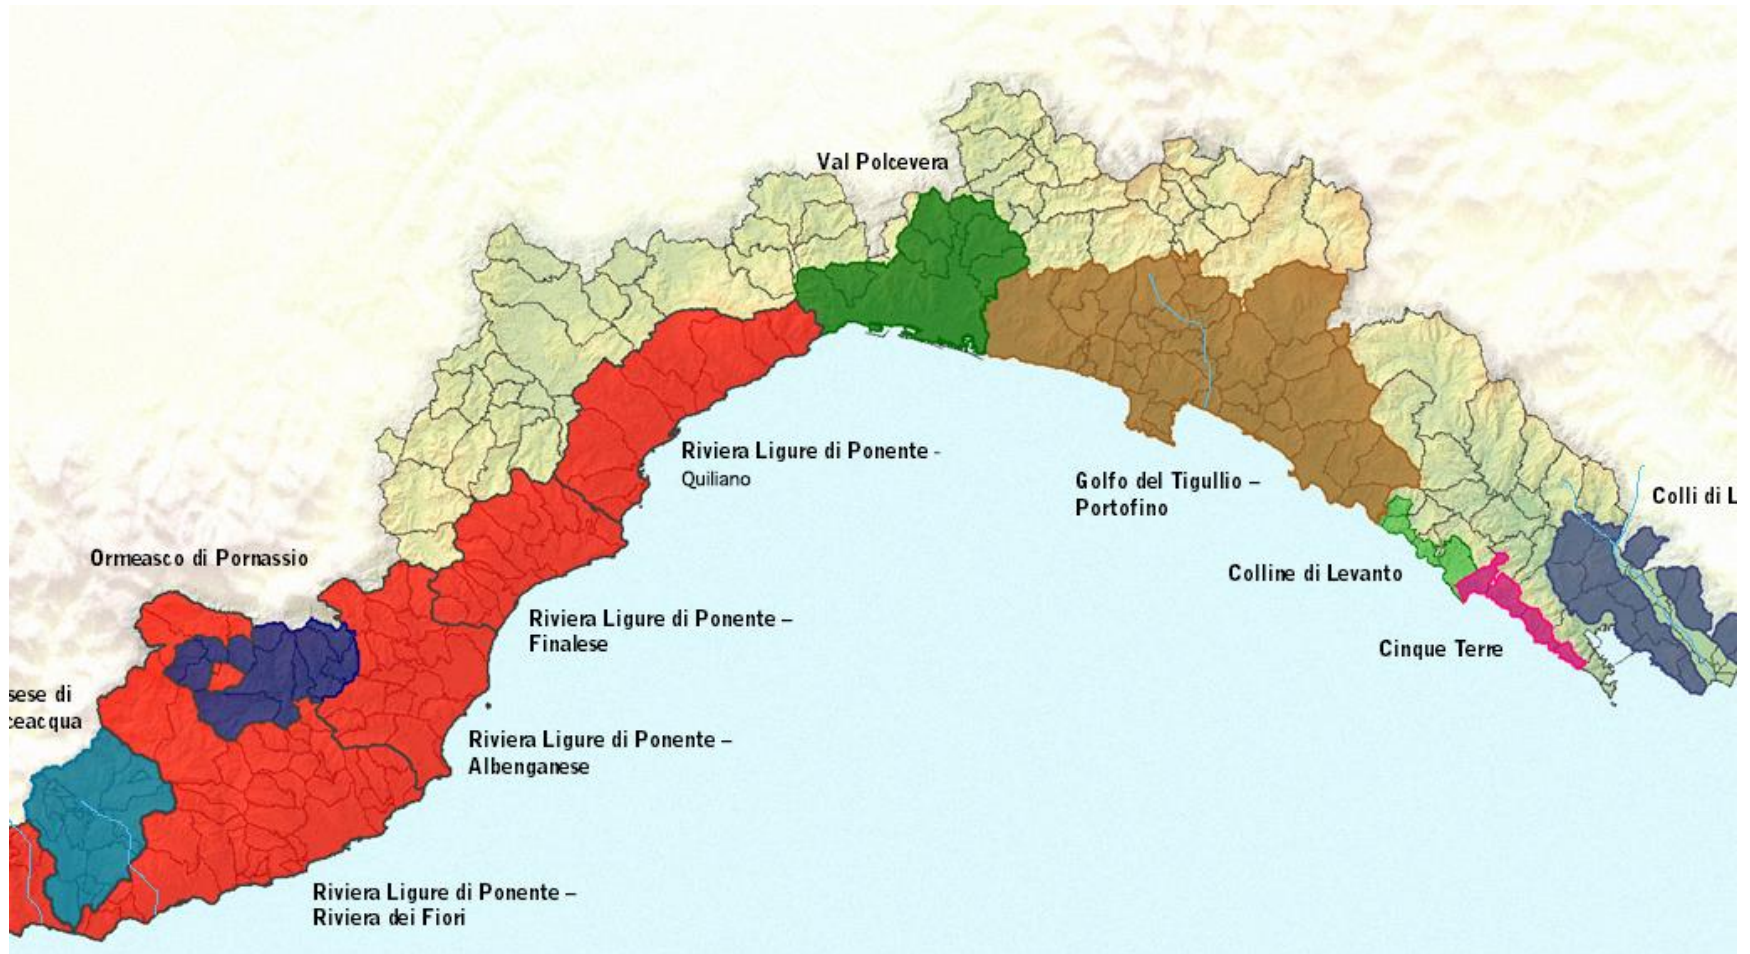 Val Polcevera
Riviera Ligure di Ponente -
Quiliano
Golfo del Tigullio –
Portofino
Colli di L
Ormeasco di Pornassio
Colline di Levanto
Riviera Ligure di Ponente –
Finalese
Cinque Terre
sese di
ceacqua
Riviera Ligure di Ponente –
Albenganese
Riviera Ligure di Ponente –
Riviera dei Fiori